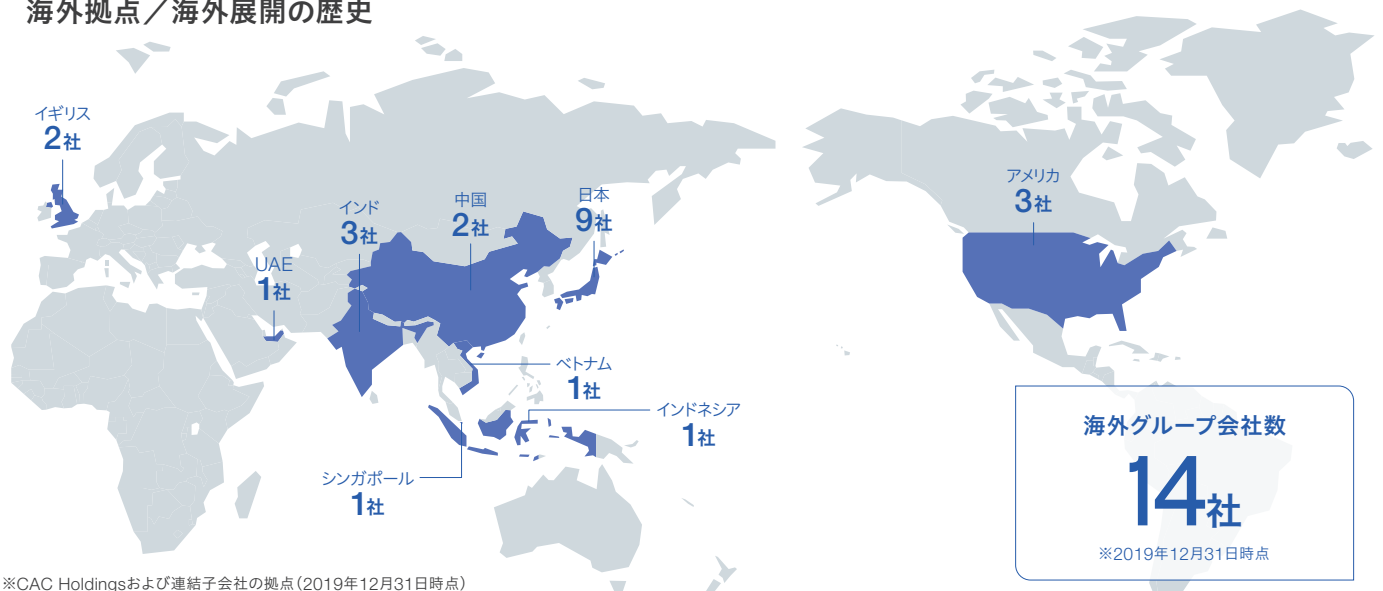 海外拠点／海外展開の歴史
イギリス
2社
UAE
1社
インド
3社
中国
2社
日本
9社
アメリカ
3社
ベトナム
1社
インドネシア
1社
シンガポール
1社
海外グループ会社数
14社
※2019年12月31日時点
※CAC Holdingsおよび連結子会社の拠点(2019年12月31日時点)